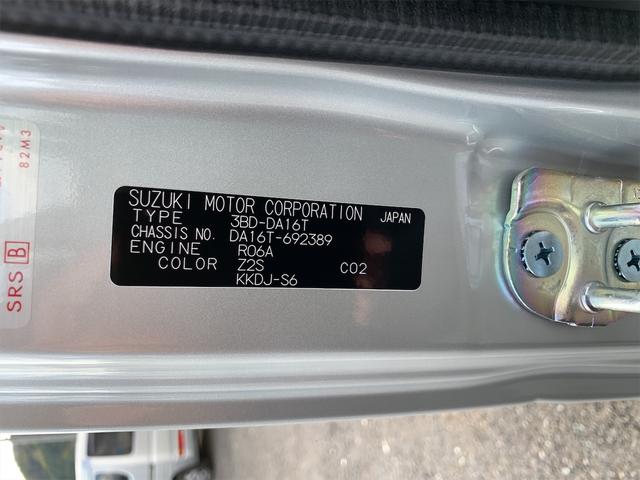 SUZUKI MOTOR CORPORATION JAPAN
TYPE 3BD-DA16T
CHASSIS NO. DA16T-692389
ENGINE R06A
COLOR Z2S C02
KKDJ-S6
82M3
SRS B